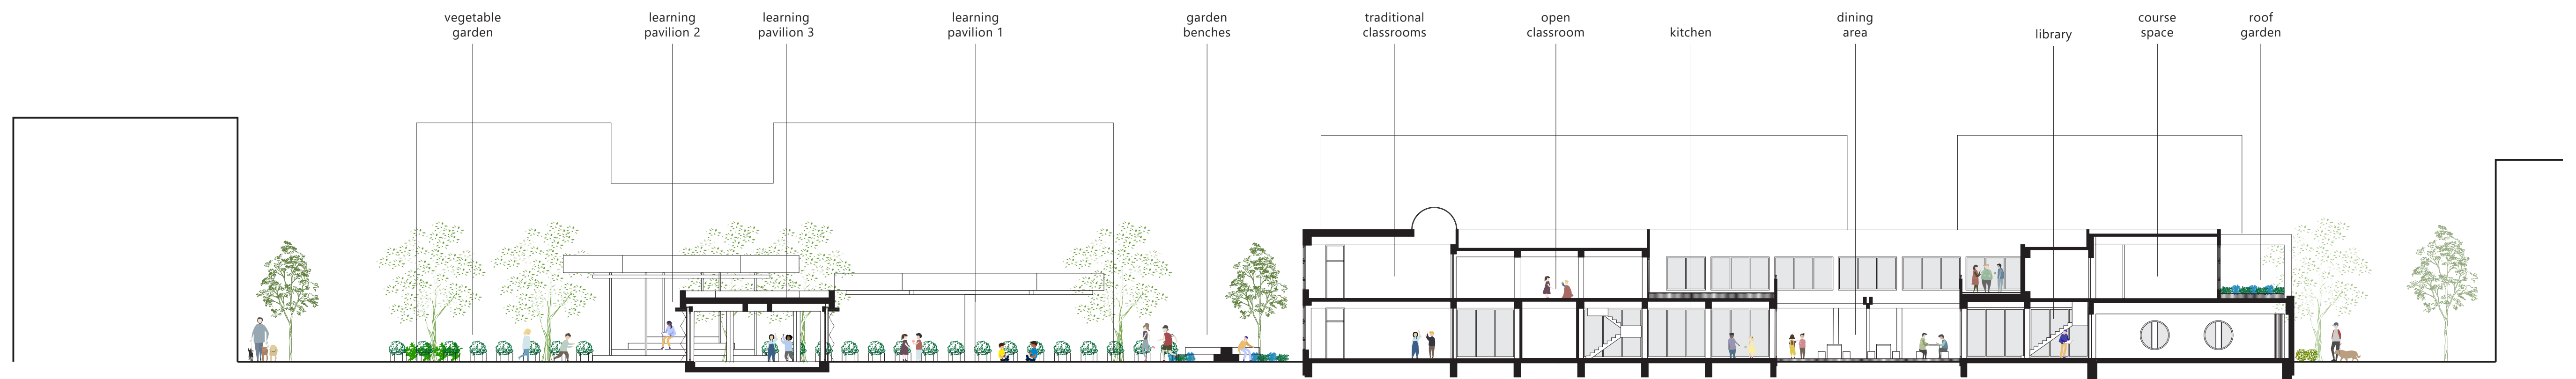 vegetable
garden
learning
pavilion 2
learning
pavilion 3
learning
pavilion 1
garden
benches
traditional
classrooms
open
classroom
kitchen
dining
area
library
course
space
roof
garden